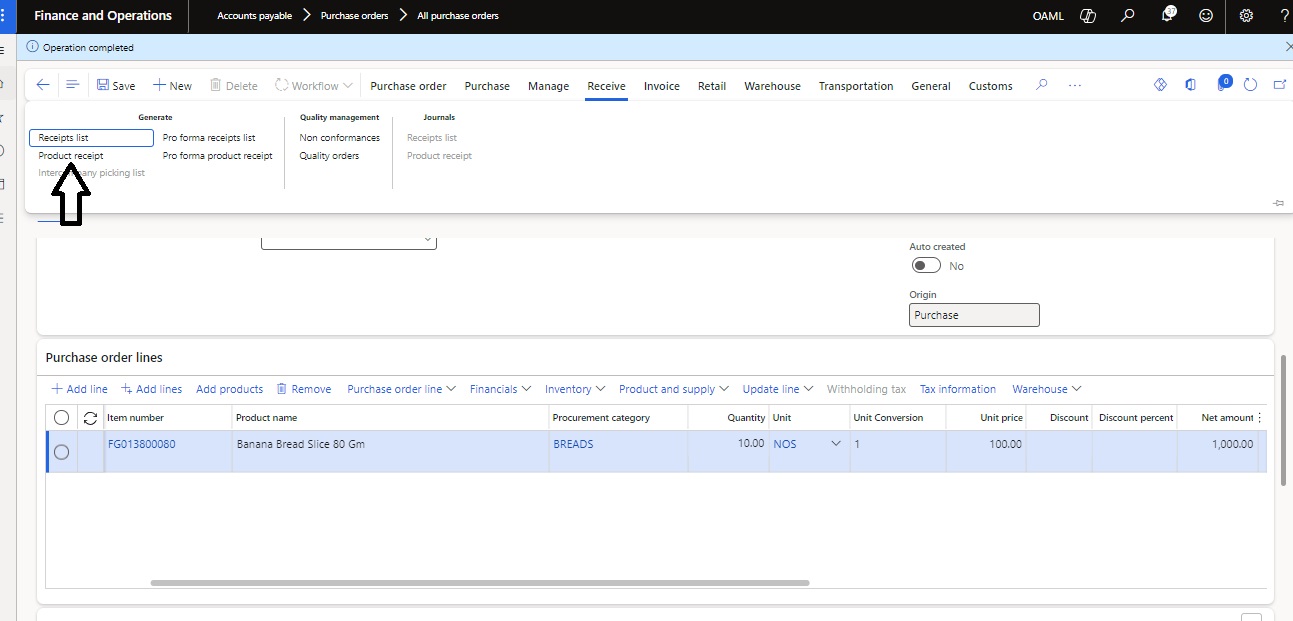 Finance and Operations Accounts payable Purchase orders All purchase orders OAML 37 ?
Operation completed
Save New Delete Workflow Purchase order Purchase Manage Receive Invoice Retail Warehouse Transportation General Customs ... 0
Generate Quality management Journals
Receipts list Pro forma receipts list Non conformances Receipts list
Product receipt Pro forma product receipt Quality orders Product receipt
Auto created
No
Origin
Purchase
Purchase order lines
Add line Add lines Add products Remove Purchase order line Financials Inventory Product and supply Update line Withholding tax Tax information Warehouse
Item number Product name Procurement category Quantity Unit Unit Conversion Unit price Discount Discount percent Net amount
FG013800080 Banana Bread Slice 80 Gm BREADS 10.00 NOS 1 100.00 1,000.00